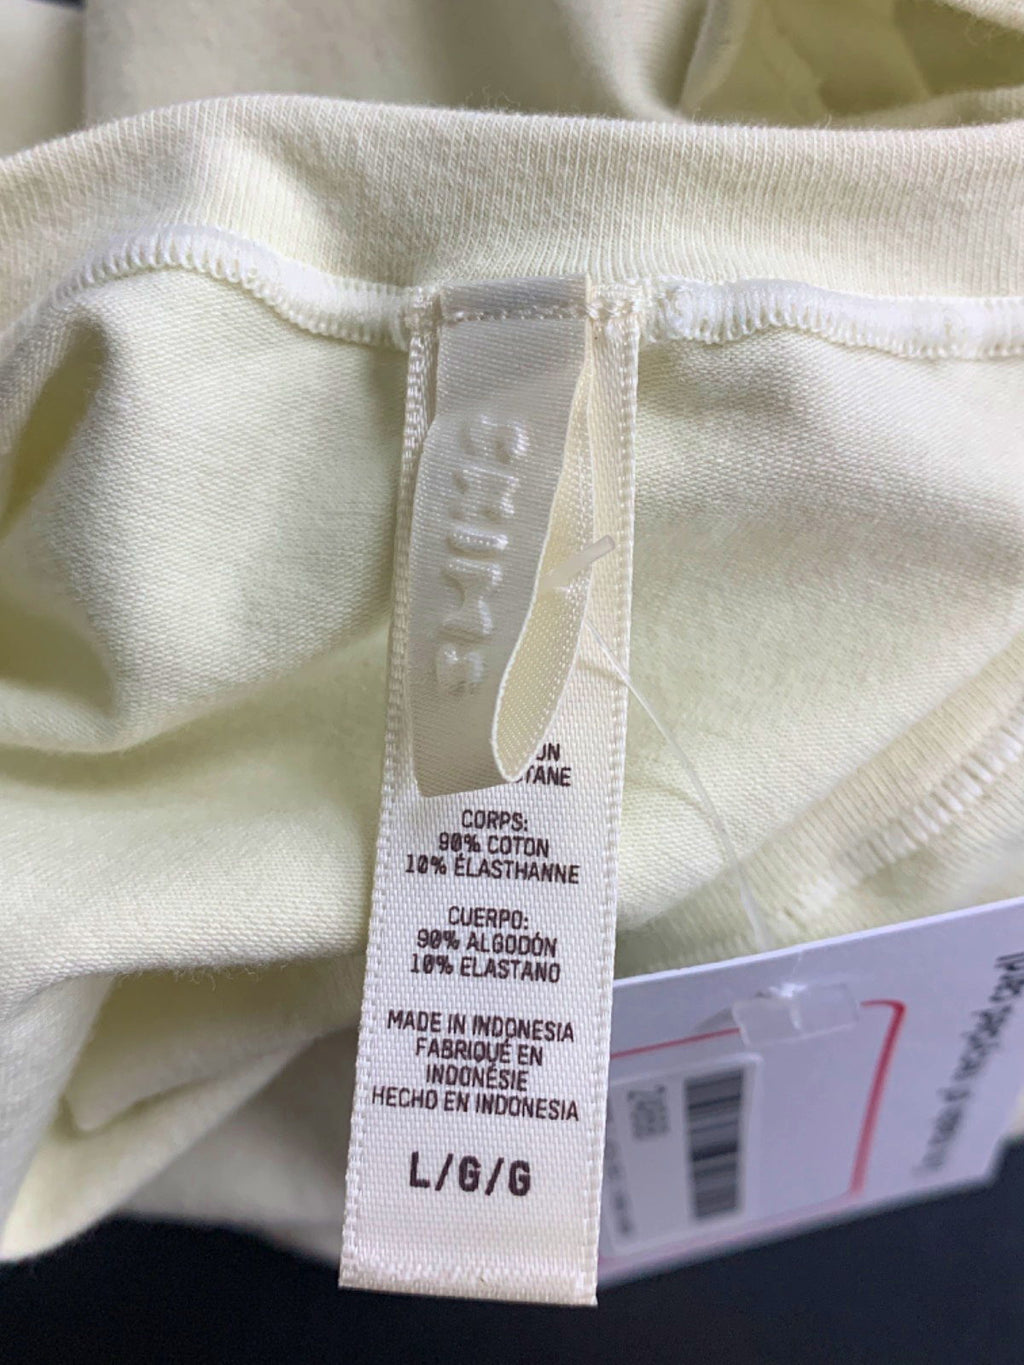 SKIMS
CORPS:
90% COTON
10% ÉLASTHANNE
CUERPO:
90% ALGODÓN
10% ELASTANO
MADE IN INDONESIA
FABRIQUÉ EN
INDONÉSIE
HECHO EN INDONESIA
L/G/G